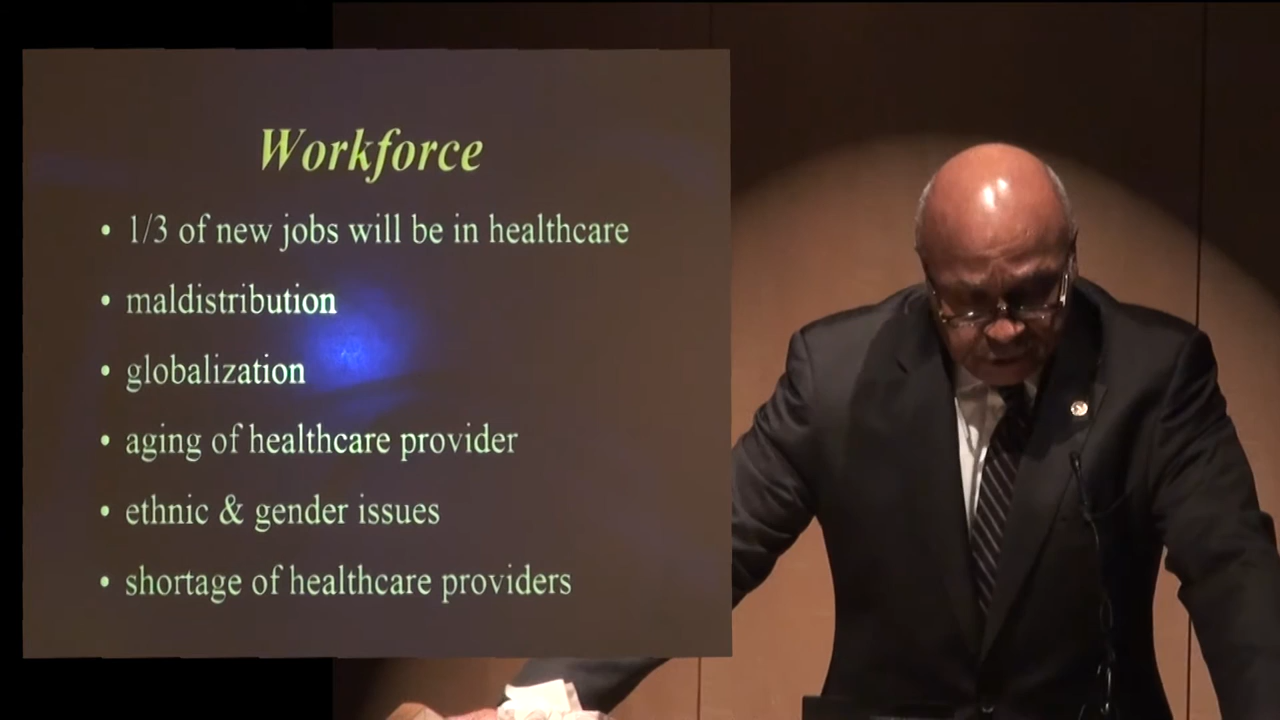 Workforce
• 1/3 of new jobs will be in healthcare
• maldistribution
• globalization
• aging of healthcare provider
• ethnic & gender issues
• shortage of healthcare providers